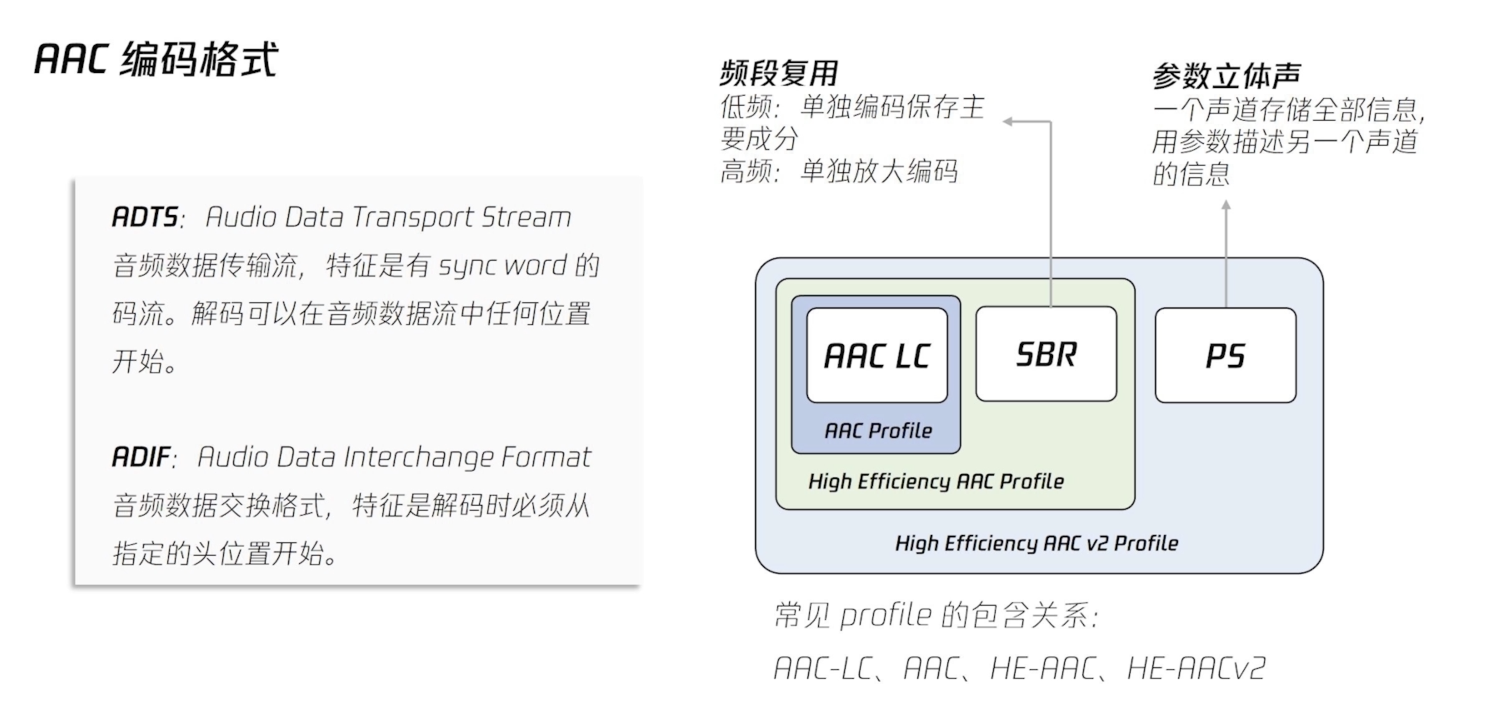 AAC 编码格式
ADTS：Audio Data Transport Stream
音频数据传输流，特征是有 sync word 的
码流。解码可以在音频数据流中任何位置
开始。
ADIF：Audio Data Interchange Format
音频数据交换格式，特征是解码时必须从
指定的头位置开始。
频段复用
低频：单独编码保存主
要成分
高频：单独放大编码
参数立体声
一个声道存储全部信息，
用参数描述另一个声道
的信息
AAC LC
SBR
PS
AAC Profile
High Efficiency AAC Profile
High Efficiency AAC v2 Profile
常见 profile 的包含关系：
AAC-LC、AAC、HE-AAC、HE-AACv2